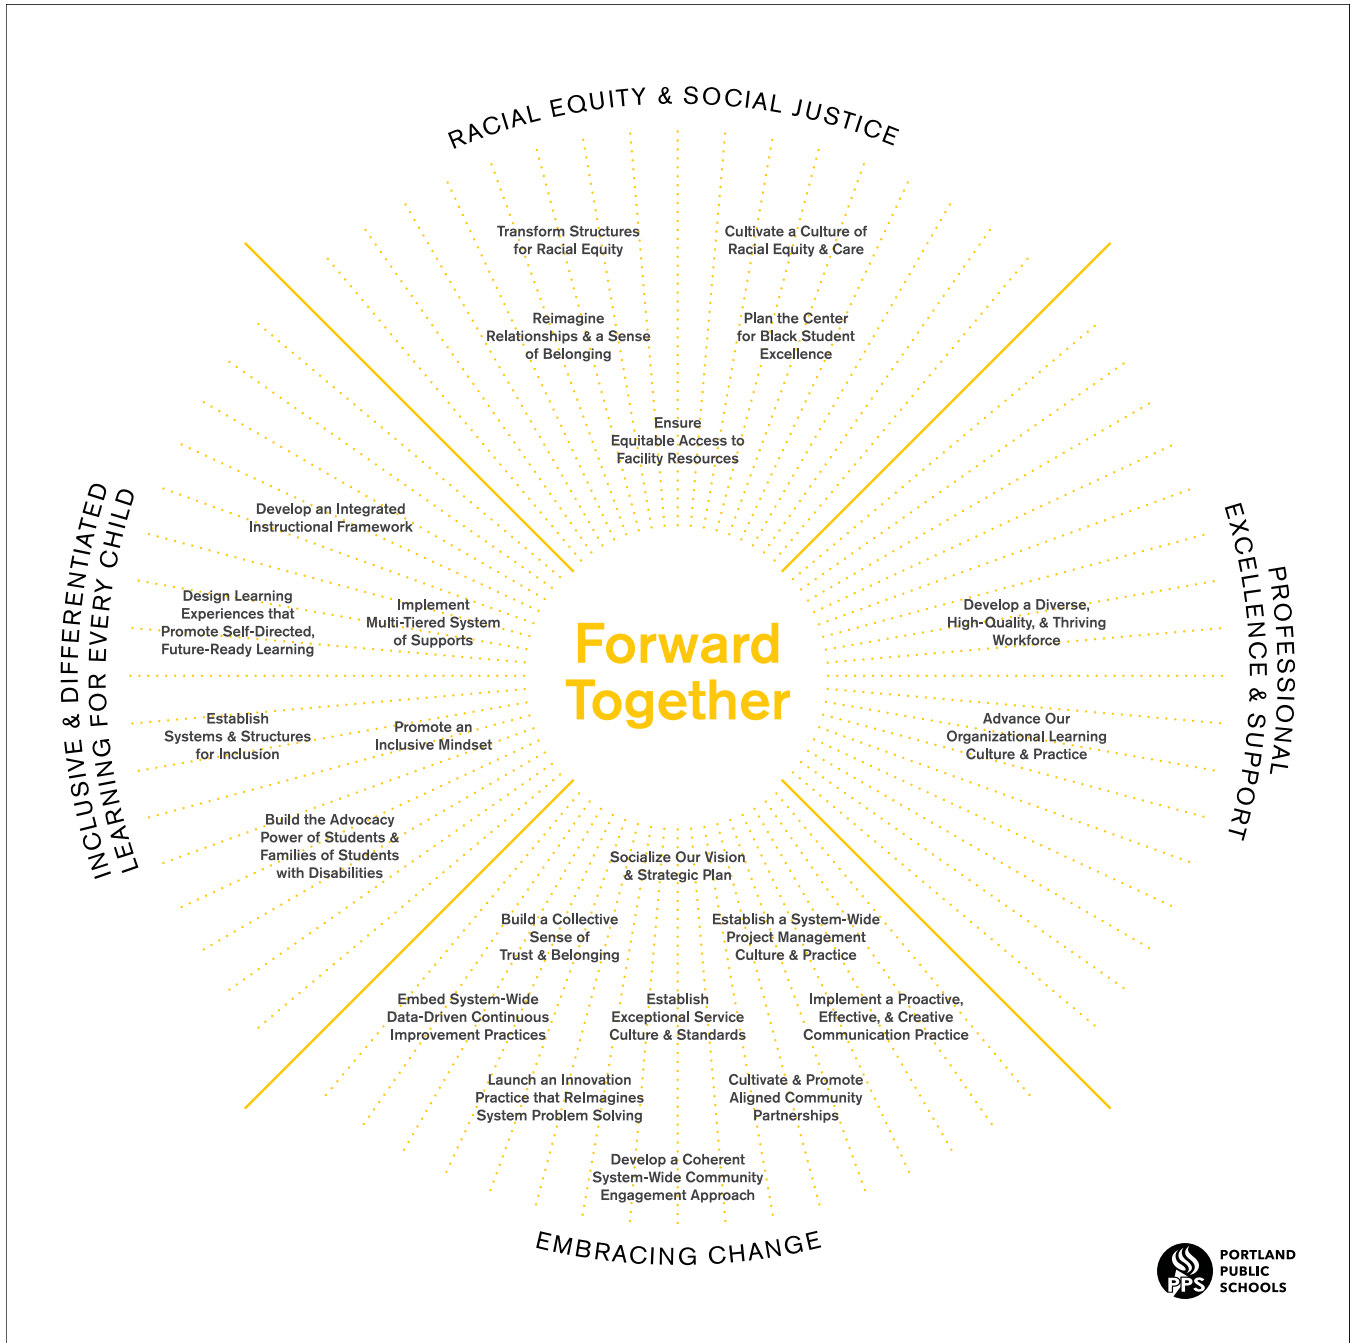 RACIAL EQUITY & SOCIAL JUSTICE
Transform Structures
for Racial Equity
Cultivate a Culture of
Racial Equity & Care
Reimagine
Relationships & a Sense
of Belonging
Plan the Center
for Black Student
Excellence
Ensure
Equitable Access to
Facility Resources
INCLUSIVE & DIFFERENTIATED
LEARNING FOR EVERY CHILD
Develop an Integrated
Instructional Framework
Design Learning
Experiences that
Promote Self-Directed,
Future-Ready Learning
Implement
Multi-Tiered System
of Supports
Establish
Systems & Structures
for Inclusion
Promote an
Inclusive Mindset
Build the Advocacy
Power of Students &
Families of Students
with Disabilities
Forward
Together
PROFESSIONAL
EXCELLENCE & SUPPORT
Develop a Diverse,
High-Quality, & Thriving
Workforce
Advance Our
Organizational Learning
Culture & Practice
Socialize Our Vision
& Strategic Plan
Build a Collective
Sense of
Trust & Belonging
Establish a System-Wide
Project Management
Culture & Practice
Embed System-Wide
Data-Driven Continuous
Improvement Practices
Establish
Exceptional Service
Culture & Standards
Implement a Proactive,
Effective, & Creative
Communication Practice
Launch an Innovation
Practice that ReImagines
System Problem Solving
Cultivate & Promote
Aligned Community
Partnerships
Develop a Coherent
System-Wide Community
Engagement Approach
EMBRACING CHANGE
PPS
PORTLAND
PUBLIC
SCHOOLS